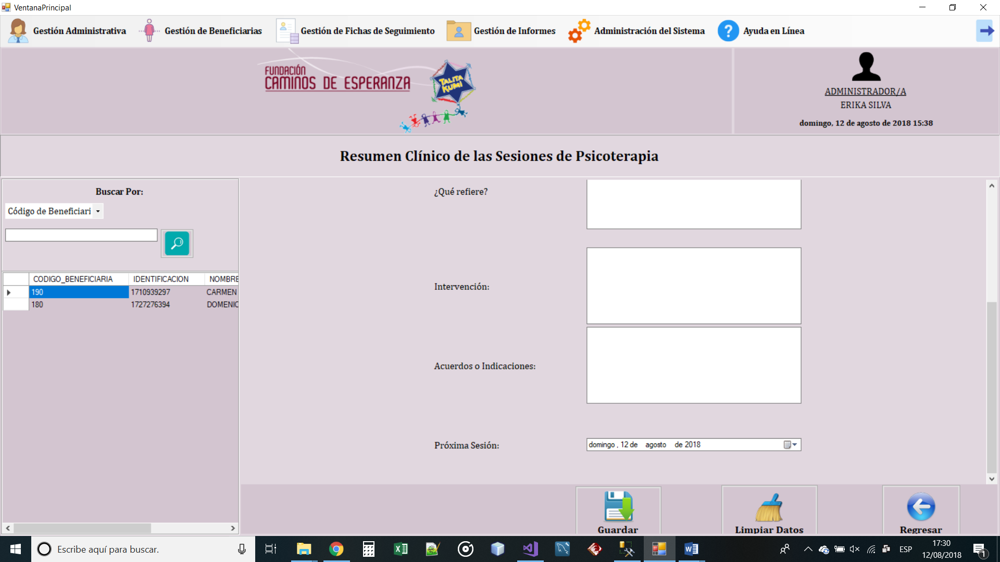 VentanaPrincipal
Gestión Administrativa
Gestión de Beneficiarias
Gestión de Fichas de Seguimiento
Gestión de Informes
Administración del Sistema
? Ayuda en Línea
FUNDACIÓN
CAMINOS DE ESPERANZA
TALITA
KUMI
ADMINISTRADOR/A
ERIKA SILVA
domingo, 12 de agosto de 2018 15:38
Resumen Clínico de las Sesiones de Psicoterapia
Buscar Por:
Código de Beneficiari
CODIGO_BENEFICIARIA IDENTIFICACION NOMBRE
190 1710939297 CARMEN
180 1727276394 DOMENIC
¿Qué refiere?
Intervención:
Acuerdos o Indicaciones:
Próxima Sesión:
domingo , 12 de agosto de 2018
Guardar
Limpiar Datos
Regresar
Escribe aquí para buscar.
ESP
17:30
12/08/2018
1